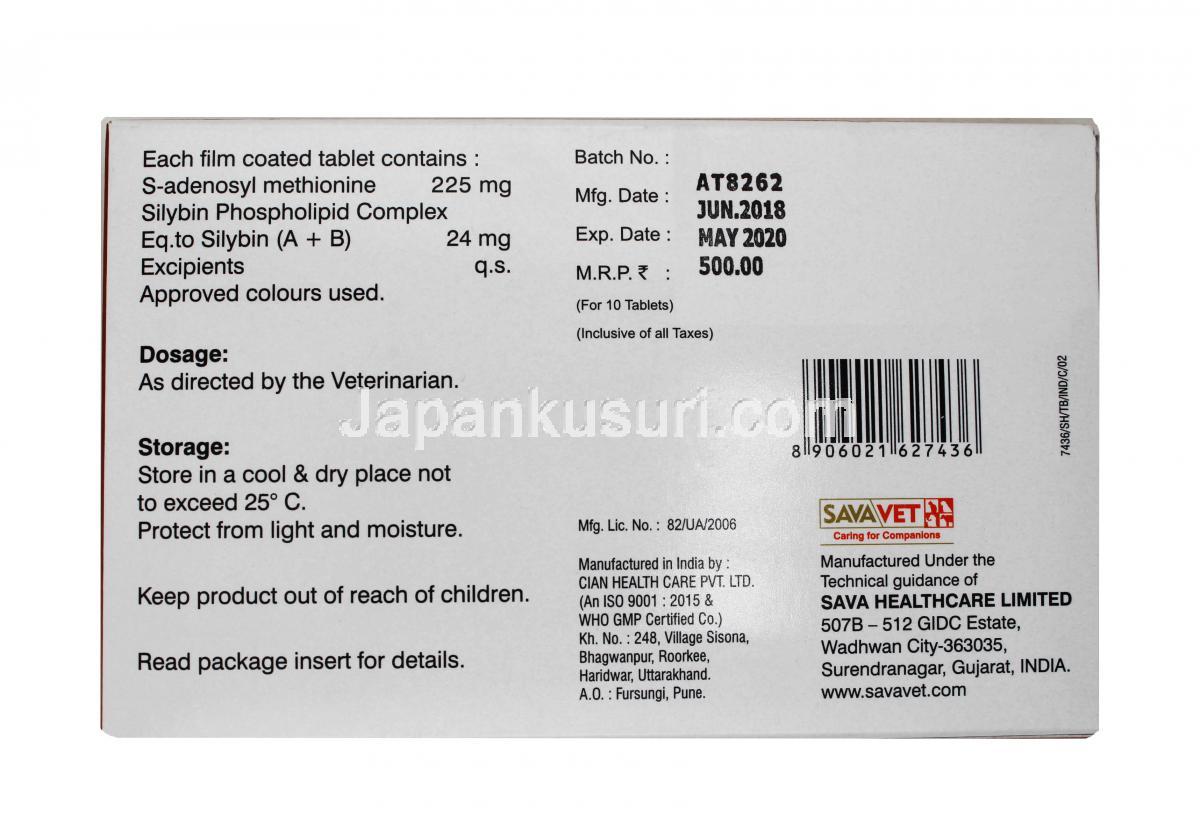 Each film coated tablet contains :
S-adenosyl methionine 225 mg
Silybin Phospholipid Complex
Eq.to Silybin (A + B) 24 mg
Excipients q.s.
Approved colours used.
Dosage:
As directed by the Veterinarian.
Storage:
Store in a cool & dry place not
to exceed 25° C.
Protect from light and moisture.
Keep product out of reach of children.
Read package insert for details.
Batch No. : AT8262
Mfg. Date : JUN.2018
Exp. Date : MAY 2020
M.R.P. ₹ : 500.00
(For 10 Tablets)
(Inclusive of all Taxes)
Japankusuri.com
8 906021 627436
7436/SH/TB/IND/C/02
Mfg. Lic. No. : 82/UA/2006
Manufactured in India by :
CIAN HEALTH CARE PVT. LTD.
(An ISO 9001 : 2015 &
WHO GMP Certified Co.)
Kh. No. : 248, Village Sisona,
Bhagwanpur, Roorkee,
Haridwar, Uttarakhand.
A.O. : Fursungi, Pune.
SAVAVET
Caring for Companions
Manufactured Under the
Technical guidance of
SAVA HEALTHCARE LIMITED
507B – 512 GIDC Estate,
Wadhwan City-363035,
Surendranagar, Gujarat, INDIA.
www.savavet.com